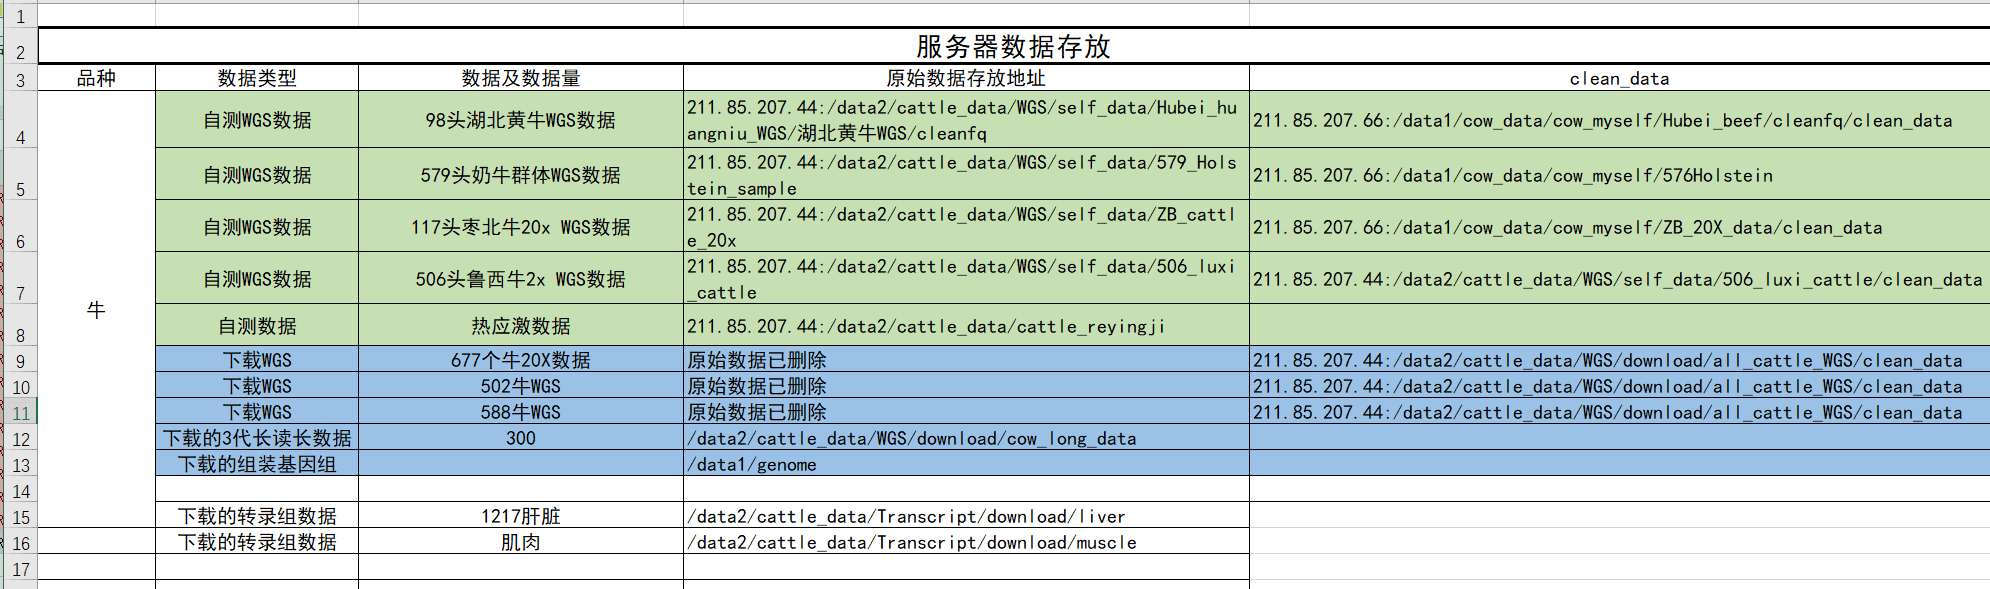 1
2 服务器数据存放
3 品种 数据类型 数据及数据量 原始数据存放地址 clean_data
牛
4 自测WGS数据 98头湖北黄牛WGS数据 211.85.207.44:/data2/cattle_data/WGS/self_data/Hubei_hu
angniu_WGS/湖北黄牛WGS/cleanfq 211.85.207.66:/data1/cow_data/cow_myself/Hubei_beef/cleanfq/clean_data
5 自测WGS数据 579头奶牛群体WGS数据 211.85.207.44:/data2/cattle_data/WGS/self_data/579_Hols
tein_sample 211.85.207.66:/data1/cow_data/cow_myself/576Holstein
6 自测WGS数据 117头枣北牛20x WGS数据 211.85.207.44:/data2/cattle_data/WGS/self_data/ZB_cattl
e_20x 211.85.207.66:/data1/cow_data/cow_myself/ZB_20X_data/clean_data
7 自测WGS数据 506头鲁西牛2x WGS数据 211.85.207.44:/data2/cattle_data/WGS/self_data/506_luxi
_cattle 211.85.207.44:/data2/cattle_data/WGS/self_data/506_luxi_cattle/clean_data
8 自测数据 热应激数据 211.85.207.44:/data2/cattle_data/cattle_reyingji
9 下载WGS 677个牛20X数据 原始数据已删除 211.85.207.44:/data2/cattle_data/WGS/download/all_cattle_WGS/clean_data
10 下载WGS 502牛WGS 原始数据已删除 211.85.207.44:/data2/cattle_data/WGS/download/all_cattle_WGS/clean_data
11 下载WGS 588牛WGS 原始数据已删除 211.85.207.44:/data2/cattle_data/WGS/download/all_cattle_WGS/clean_data
12 下载的3代长读长数据 300 /data2/cattle_data/WGS/download/cow_long_data
13 下载的组装基因组 /data1/genome
14
15 下载的转录组数据 1217肝脏 /data2/cattle_data/Transcript/download/liver
16 下载的转录组数据 肌肉 /data2/cattle_data/Transcript/download/muscle
17